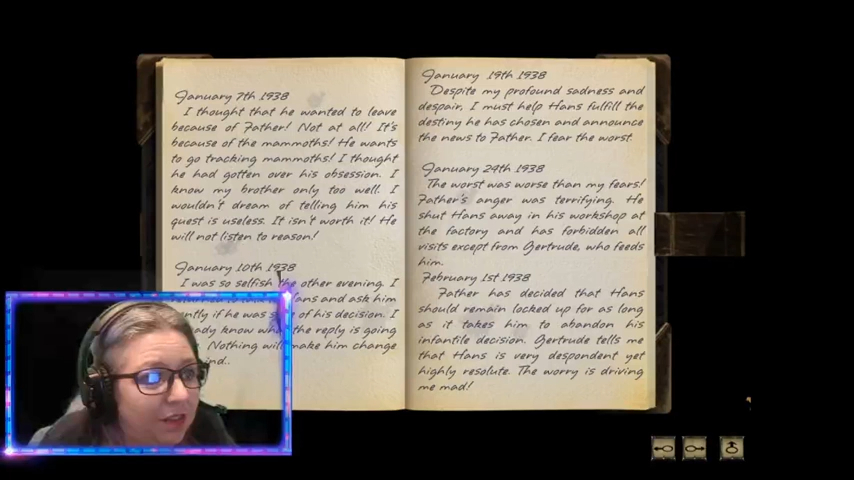 January 7th 1938
I thought that he wanted to leave
because of Father! Not at all! It's
because of the mammoths! He wants
to go tracking mammoths! I thought
he had gotten over his obsession. I
know my brother only too well. I
wouldn't dream of telling him his
quest is useless. It isn't worth it! He
will not listen to reason!
January 10th 1938
I was so selfish the other evening. I
ans and ask him
ntly if he was s of his decision. I
ady know wha the reply is going
Nothing will make him change
ind..
January 19th 1938
Despite my profound sadness and
despair, I must help Hans fulfill the
destiny he has chosen and announce
the news to Father. I fear the worst.
January 24th 1938
The worst was worse than my fears!
Father's anger was terrifying. He
shut Hans away in his workshop at
the factory and has forbidden all
visits except from Gertrude, who feeds
him.
February 1st 1938
Father has decided that Hans
should remain locked up for as long
as it takes him to abandon his
infantile decision. Gertrude tells me
that Hans is very despondent yet
highly resolute. The worry is driving
me mad!